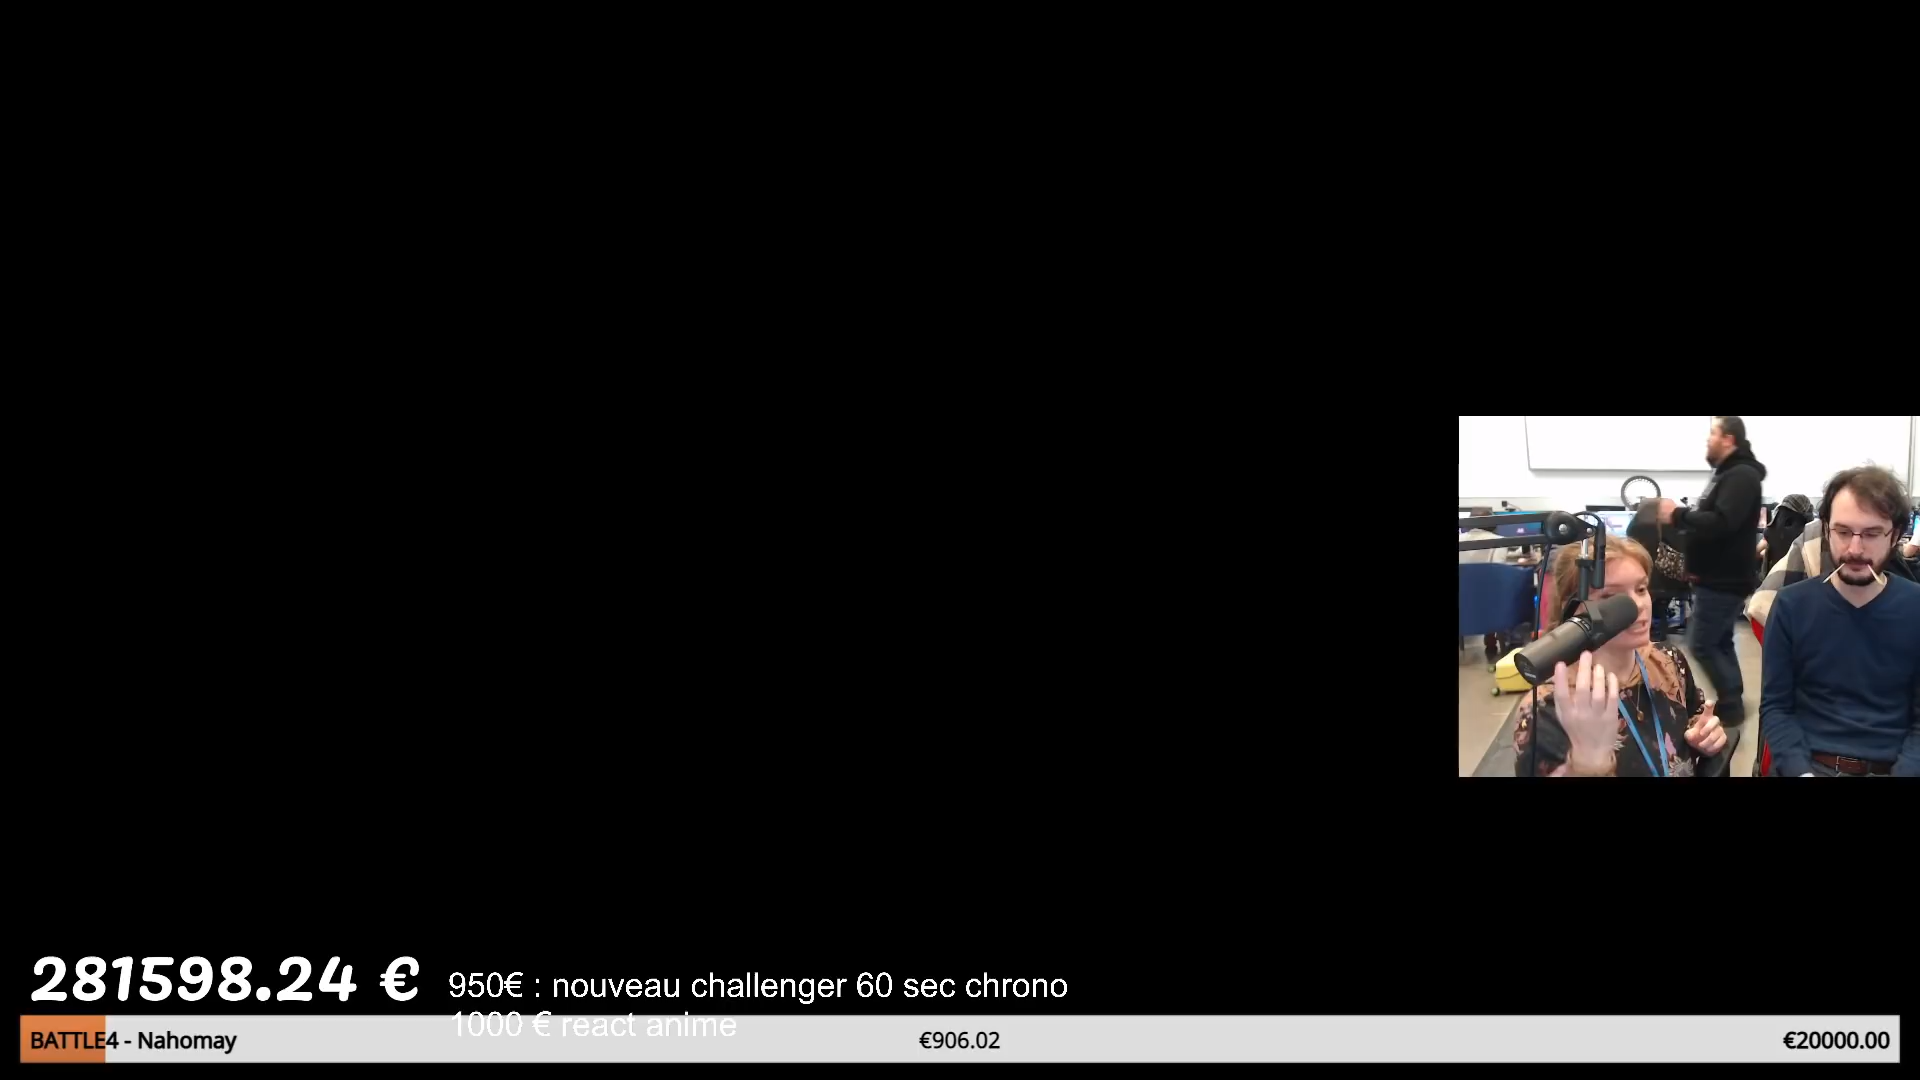 281598.24 €
950€ : nouveau challenger 60 sec chrono
1000 € react anime
BATTLE4 - Nahomay €906.02 €20000.00